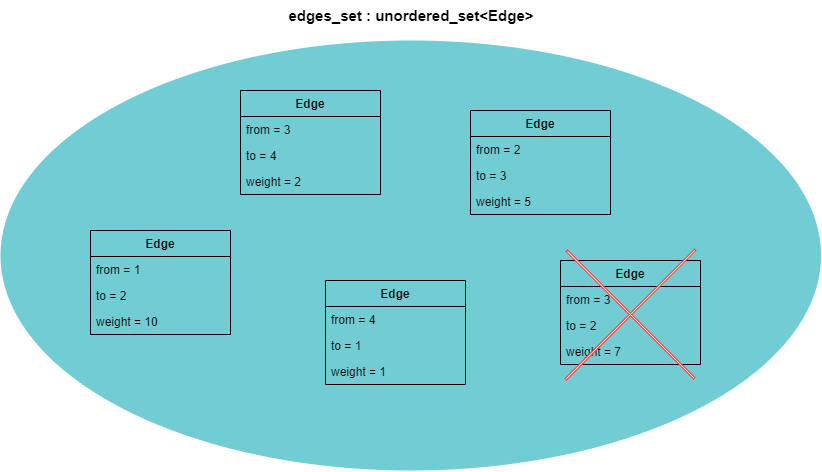 edges_set : unordered_set<Edge>
Edge
from = 3
to = 4
weight = 2
Edge
from = 2
to = 3
weight = 5
Edge
from = 1
to = 2
weight = 10
Edge
from = 4
to = 1
weight = 1
Edge
from = 3
to = 2
weight = 7